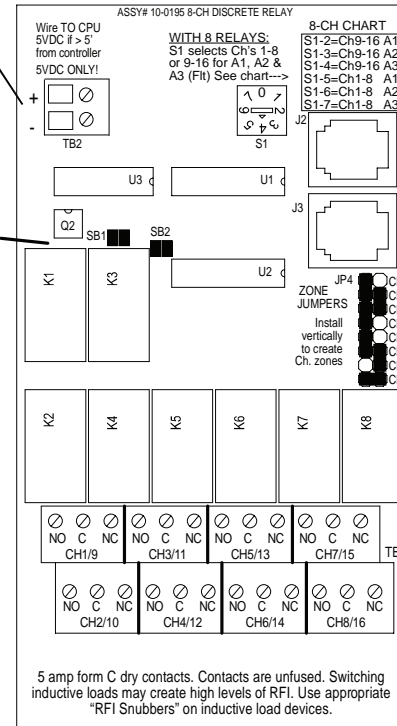 ASSY# 10-0195 8-CH DISCRETE RELAY
Wire TO CPU
5VDC if > 5'
from controller
5VDC ONLY!
+
-
TB2
WITH 8 RELAYS:
S1 selects Ch's 1-8
or 9-16 for A1, A2 &
A3 (Flt) See chart--->
0 1 2 3 4 5 6 7
S1
8-CH CHART
S1-2=Ch9-16 A1
S1-3=Ch9-16 A2
S1-4=Ch9-16 A3
S1-5=Ch1-8 A1
S1-6=Ch1-8 A2
S1-7=Ch1-8 A3
J2
U3
U1
Q2
SB1
SB2
J3
U2
K1
K3
JP4
ZONE
JUMPERS
Install
vertically
to create
Ch. zones
K2
K4
K5
K6
K7
K8
NO C NC
CH1/9
NO C NC
CH3/11
NO C NC
CH5/13
NO C NC
CH7/15
NO C NC
CH2/10
NO C NC
CH4/12
NO C NC
CH6/14
NO C NC
CH8/16
5 amp form C dry contacts. Contacts are unfused. Switching
inductive loads may create high levels of RFI. Use appropriate
“RFI Snubbers” on inductive load devices.